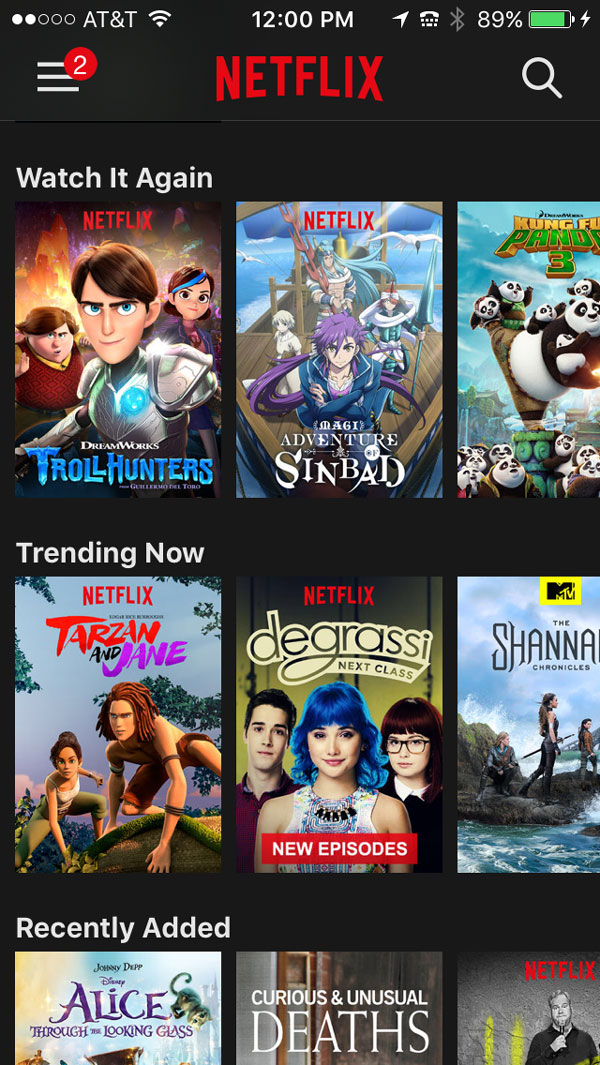 AT&T 12:00 PM 89%
2
NETFLIX
Watch It Again
NETFLIX
DREAMWORKS
TROLLHUNTERS
FROM GUILLERMO DEL TORO
NETFLIX
MAGI
ADVENTURE
OF
SINBAD
DREAMWORKS
KUNG FU
PANDA
3
Trending Now
NETFLIX
EDGAR RICE BURROUGHS'
TARZAN
AND JANE
NETFLIX
degrassi
NEXT CLASS
NEW EPISODES
MTV
THE
SHANNA
CHRONICLES
Recently Added
JOHNNY DEPP
Disney
ALICE
THROUGH THE LOOKING GLASS
CURIOUS & UNUSUAL
DEATHS
NETFLIX